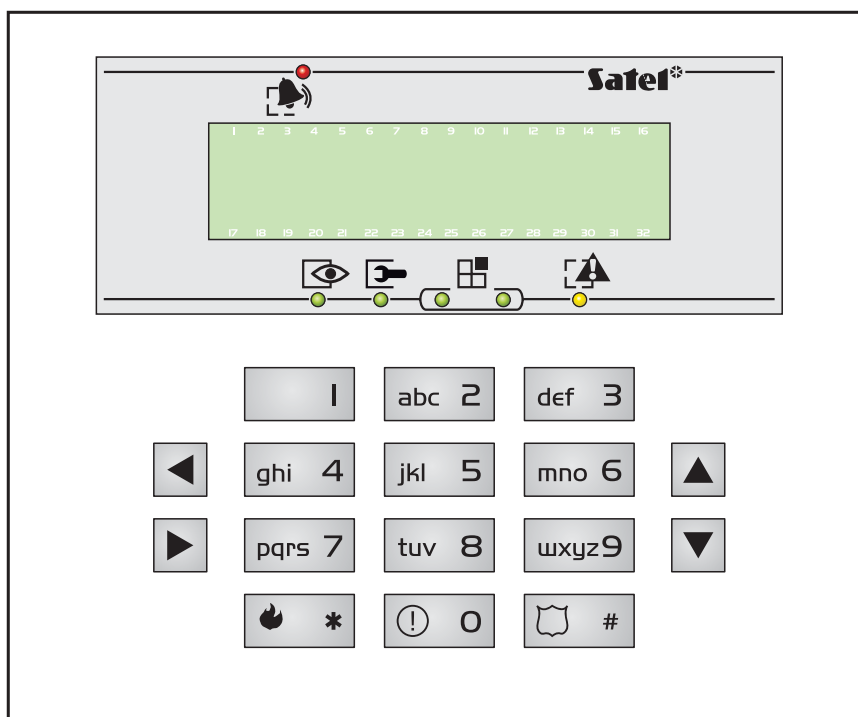 Satel*
1 2 3 4 5 6 7 8 9 10 11 12 13 14 15 16
17 18 19 20 21 22 23 24 25 26 27 28 29 30 31 32
1 abc 2 def 3
ghi 4 jkl 5 mno 6
pqrs 7 tuv 8 wxyz 9
* ! 0 #